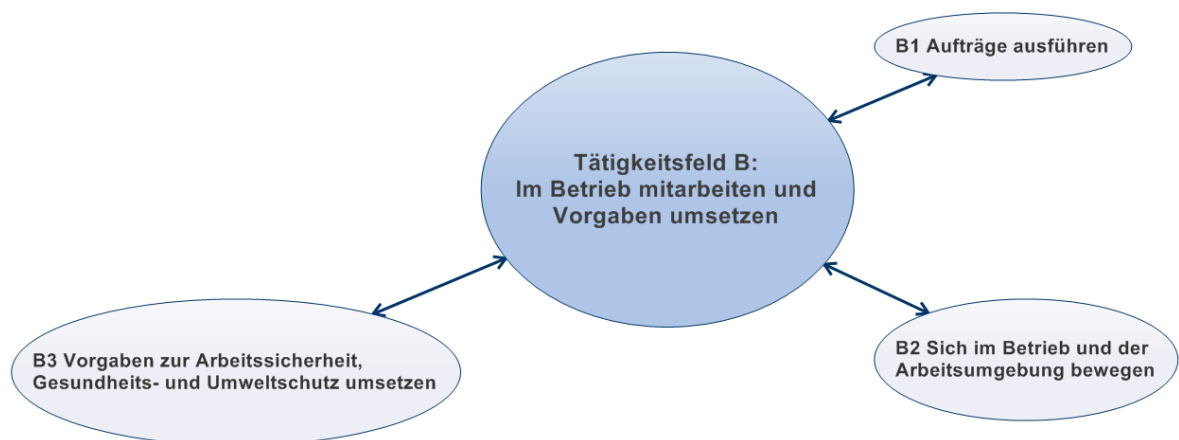 B1 Aufträge ausführen
Tätigkeitsfeld B:
Im Betrieb mitarbeiten und
Vorgaben umsetzen
B3 Vorgaben zur Arbeitssicherheit,
Gesundheits- und Umweltschutz umsetzen
B2 Sich im Betrieb und der
Arbeitsumgebung bewegen